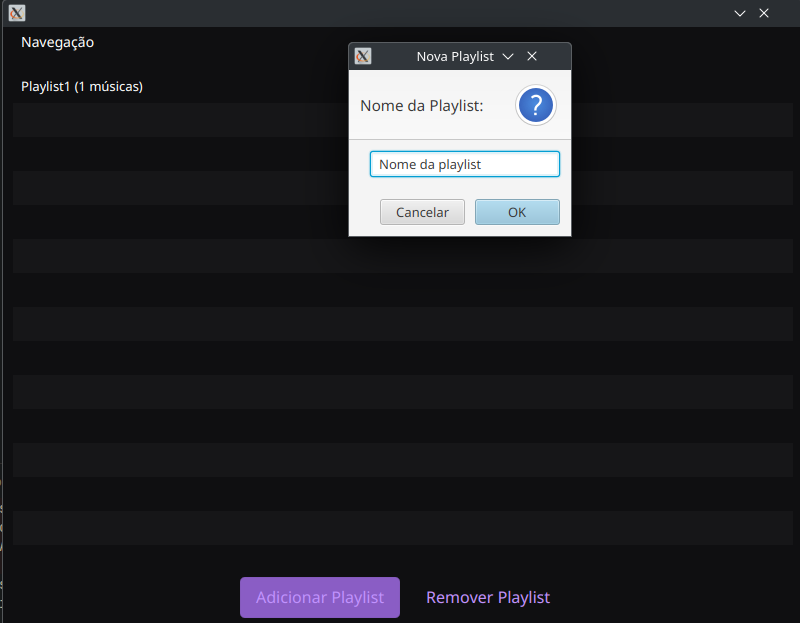 Navegação
Nova Playlist
Playlist1 (1 músicas)
Nome da Playlist:
?
Nome da playlist
Cancelar
OK
Adicionar Playlist
Remover Playlist